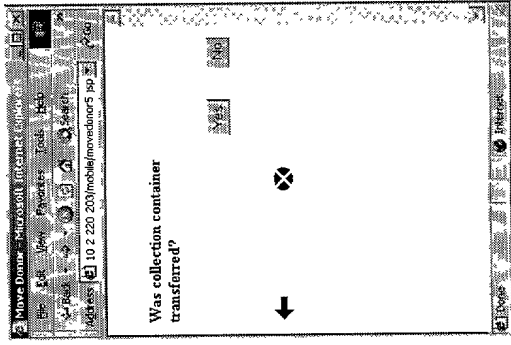 Move Donor - Microsoft Internet Explorer
File Edit View Favorites Tools Help
Back Search
Address 10 2 220 203/mobile/movedonor5 jsp Go
Was collection container
transferred?
Yes No
Done Internet